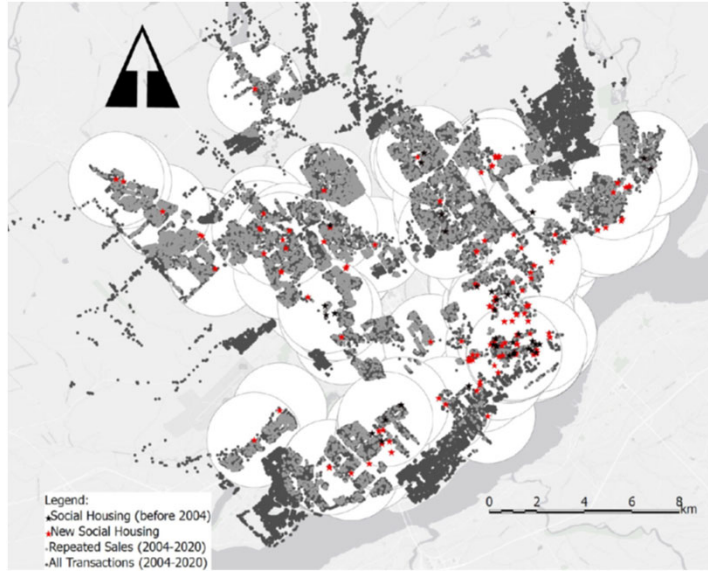 Legend:
Social Housing (before 2004)
New Social Housing
Repeated Sales (2004-2020)
All Transactions (2004-2020)
0 2 4 6 8
km